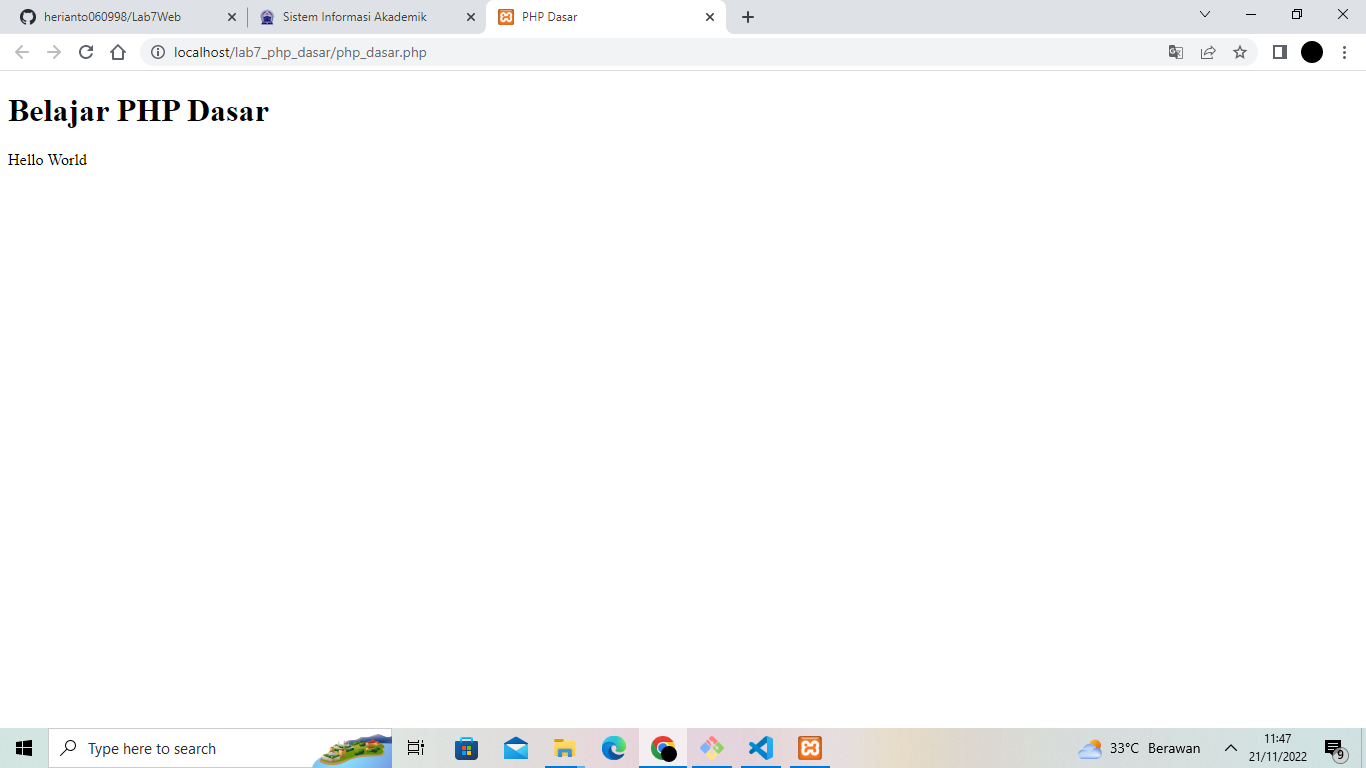 herianto060998/Lab7Web
Sistem Informasi Akademik
PHP Dasar
localhost/lab7_php_dasar/php_dasar.php
Belajar PHP Dasar
Hello World
Type here to search
33°C Berawan
11:47
21/11/2022
9